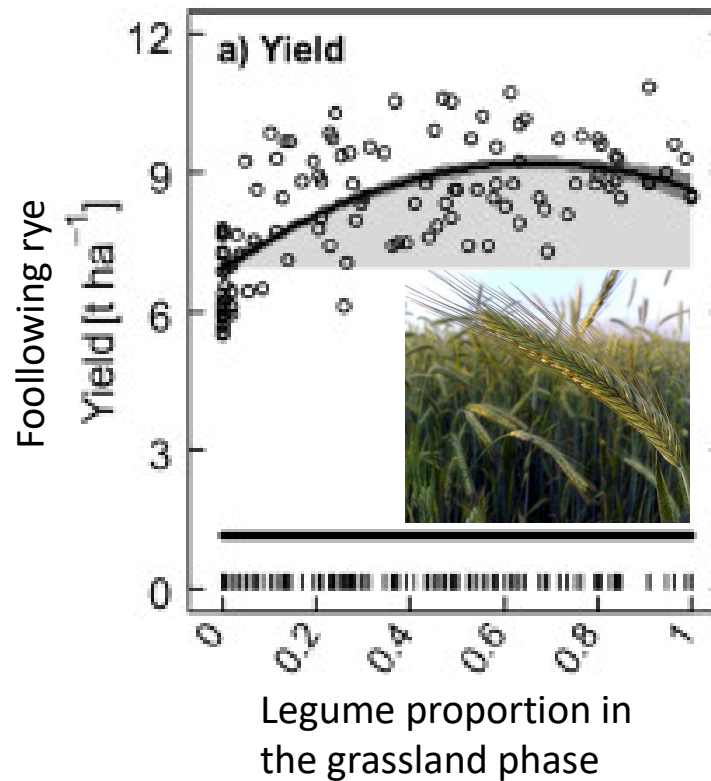 12
a) Yield
9
6
3
0
Foollowing rye
Yield [t ha⁻¹]
0
0.2
0.4
0.6
0.8
1
Legume proportion in
the grassland phase